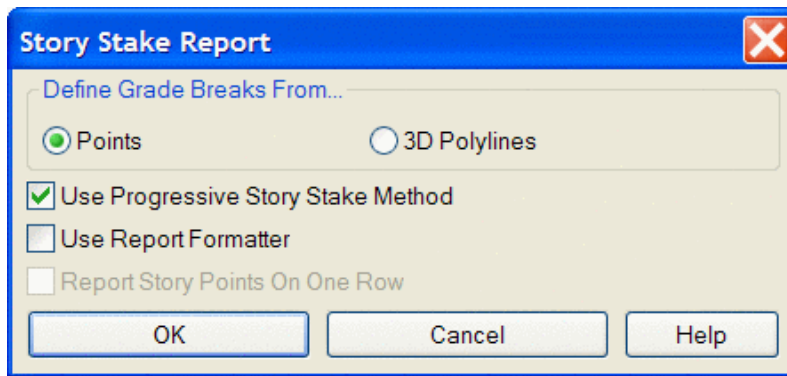 Story Stake Report
Define Grade Breaks From...
Points 3D Polylines
Use Progressive Story Stake Method
Use Report Formatter
Report Story Points On One Row
OK Cancel Help